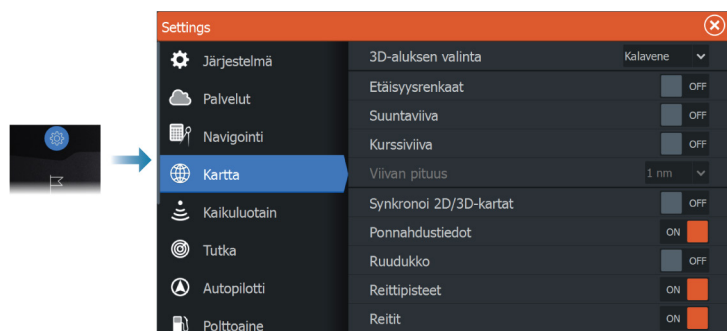 Settings
Järjestelmä
Palvelut
Navigointi
Kartta
Kaikuluotain
Tutka
Autopilotti
Polttoaine
3D-aluksen valinta Kalavene
Etäisyysrenkaat OFF
Suuntaviiva OFF
Kurssiviiva OFF
Viivan pituus 1 nm
Synkronoi 2D/3D-kartat OFF
Ponnahdustiedot ON
Ruudukko OFF
Reittipisteet ON
Reitit ON